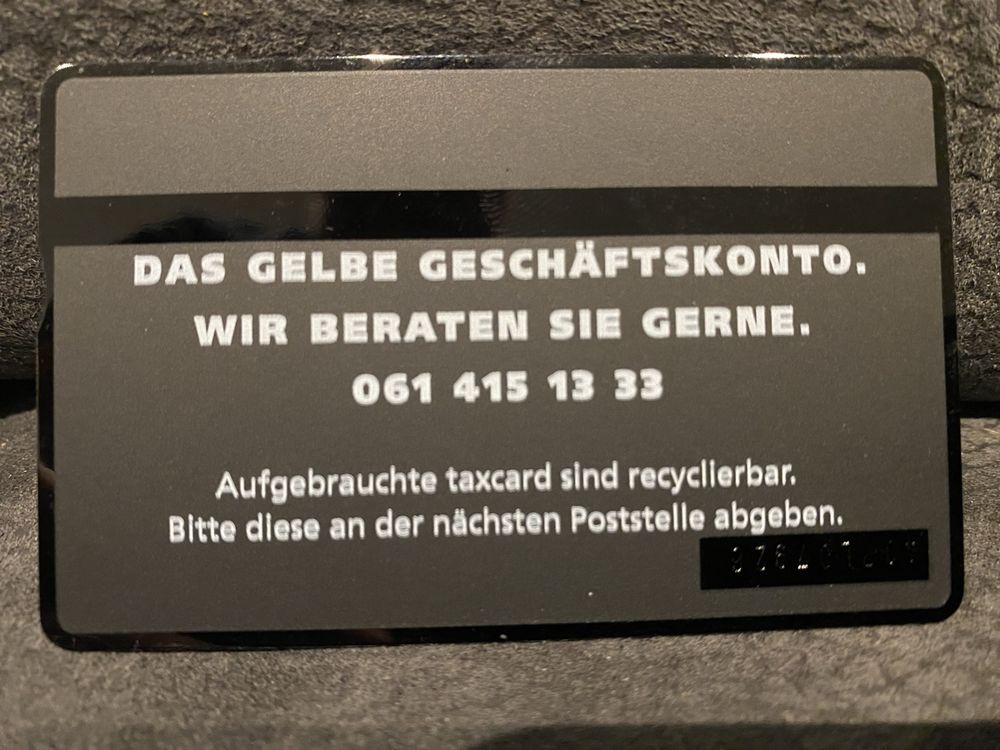 DAS GELBE GESCHÄFTSKONTO.
WIR BERATEN SIE GERNE.
061 415 13 33
Aufgebrauchte taxcard sind recyclierbar.
Bitte diese an der nächsten Poststelle abgeben.